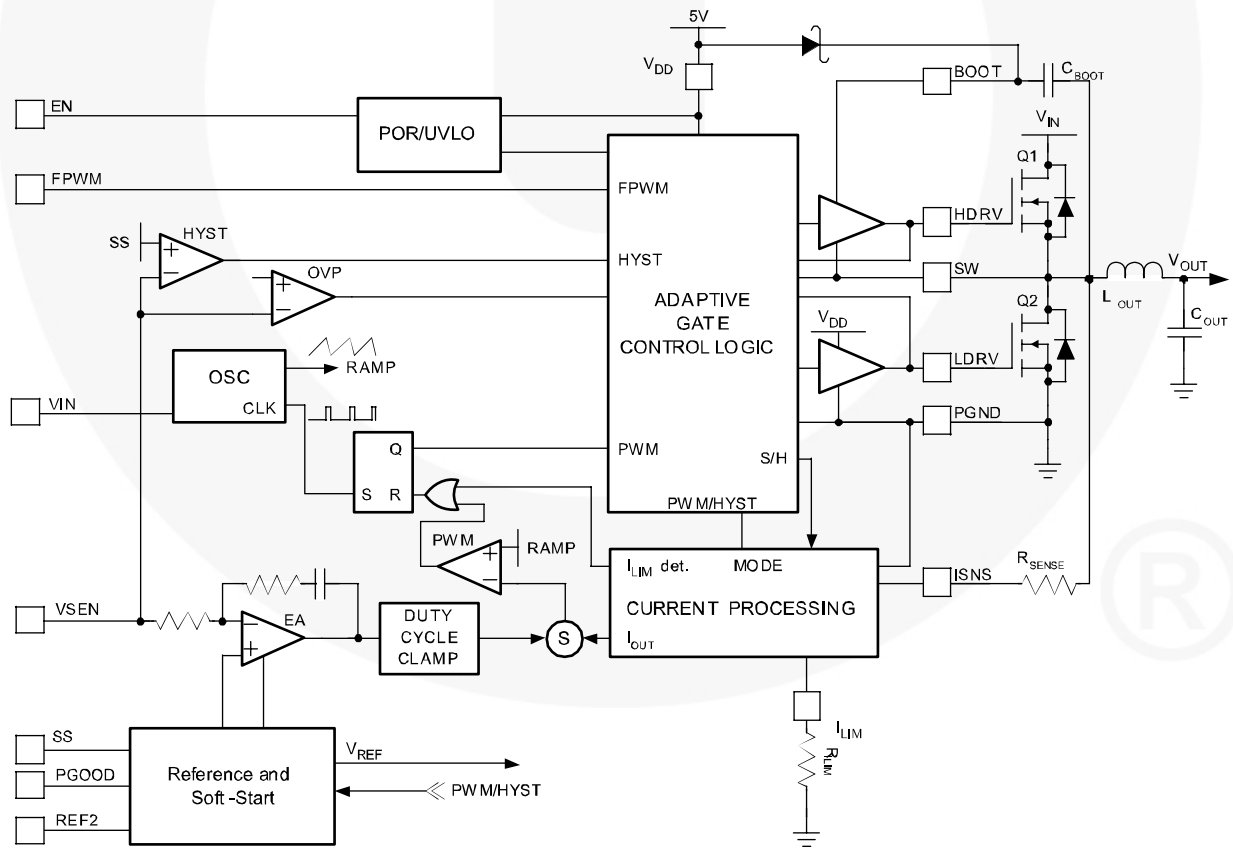 5V
VDD
BOOT
CBOOT
EN
POR/UVLO
VIN
Q1
FPWM
FPWM
HDRV
SS
HYST
+
−
HYST
OVP
+
−
SW
VOUT
LOUT
ADAPTIVE
GATE
CONTROL LOGIC
VDD
Q2
COUT
LDRV
OSC
RAMP
CLK
VIN
PGND
Q
S R
PWM
S/H
PWM/HYST
PWM
+
−
RAMP
ILIM det.
MODE
CURRENT PROCESSING
IOUT
ISNS
RSENSE
VSEN
EA
−
+
DUTY
CYCLE
CLAMP
S
ILIM
RLIM
SS
PGOOD
REF2
Reference and
Soft-Start
VREF
PWM/HYST
®